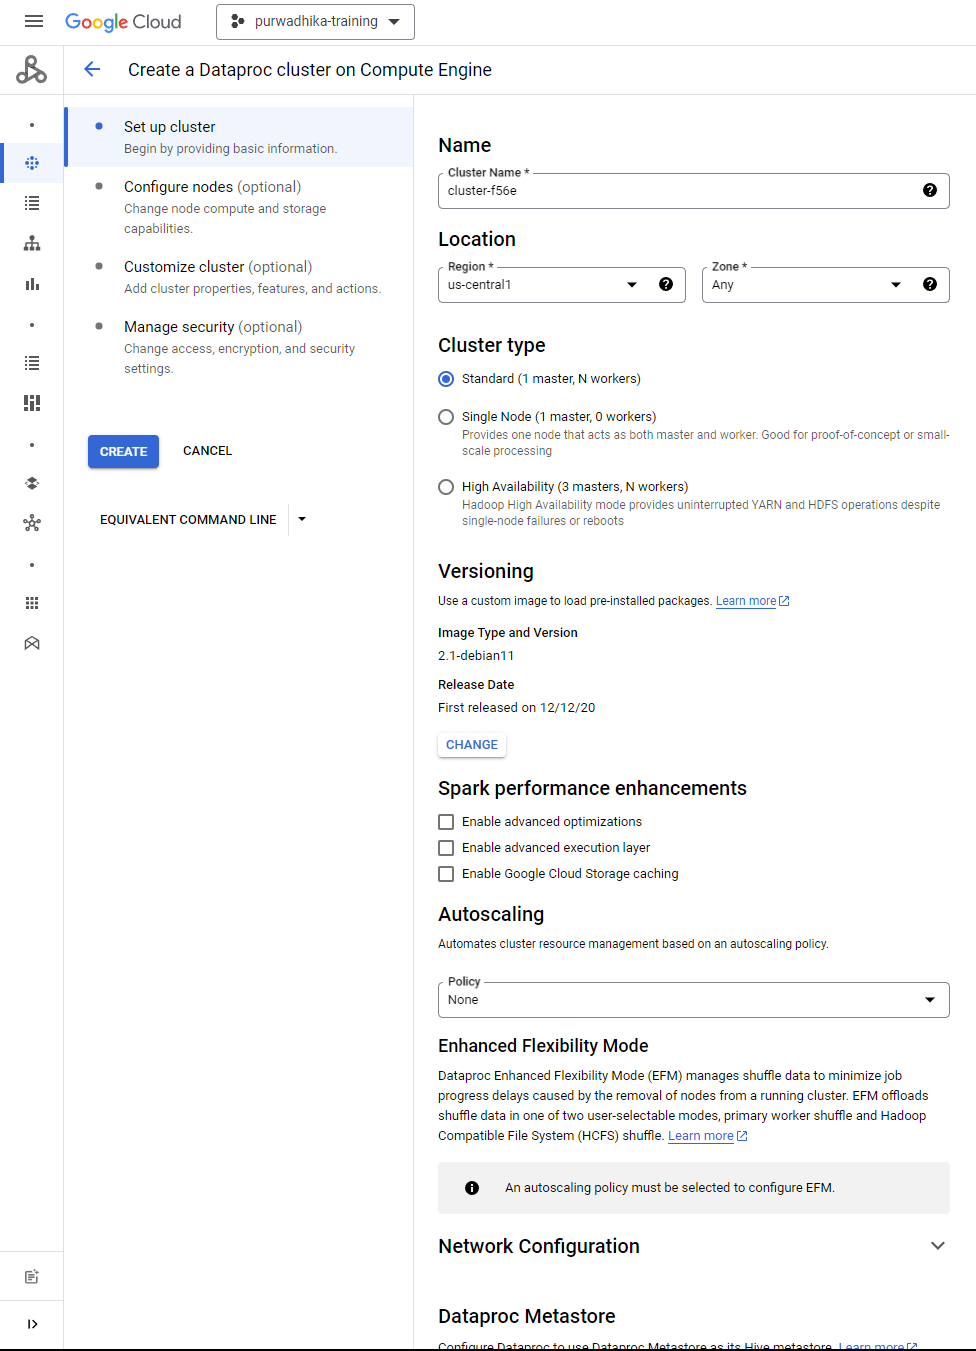 Google Cloud
purwadhika-training
Create a Dataproc cluster on Compute Engine
Set up cluster
Begin by providing basic information.
Configure nodes (optional)
Change node compute and storage
capabilities.
Customize cluster (optional)
Add cluster properties, features, and actions.
Manage security (optional)
Change access, encryption, and security
settings.
CREATE
CANCEL
EQUIVALENT COMMAND LINE
Name
Cluster Name *
cluster-f56e
Location
Region *
us-central1
Zone *
Any
Cluster type
Standard (1 master, N workers)
Single Node (1 master, 0 workers)
Provides one node that acts as both master and worker. Good for proof-of-concept or small-
scale processing
High Availability (3 masters, N workers)
Hadoop High Availability mode provides uninterrupted YARN and HDFS operations despite
single-node failures or reboots
Versioning
Use a custom image to load pre-installed packages. Learn more
Image Type and Version
2.1-debian11
Release Date
First released on 12/12/20
CHANGE
Spark performance enhancements
Enable advanced optimizations
Enable advanced execution layer
Enable Google Cloud Storage caching
Autoscaling
Automates cluster resource management based on an autoscaling policy.
Policy
None
Enhanced Flexibility Mode
Dataproc Enhanced Flexibility Mode (EFM) manages shuffle data to minimize job
progress delays caused by the removal of nodes from a running cluster. EFM offloads
shuffle data in one of two user-selectable modes, primary worker shuffle and Hadoop
Compatible File System (HCFS) shuffle. Learn more
An autoscaling policy must be selected to configure EFM.
Network Configuration
Dataproc Metastore
Configure Dataproc to use Dataproc Metastore as its Hive metastore. Learn more